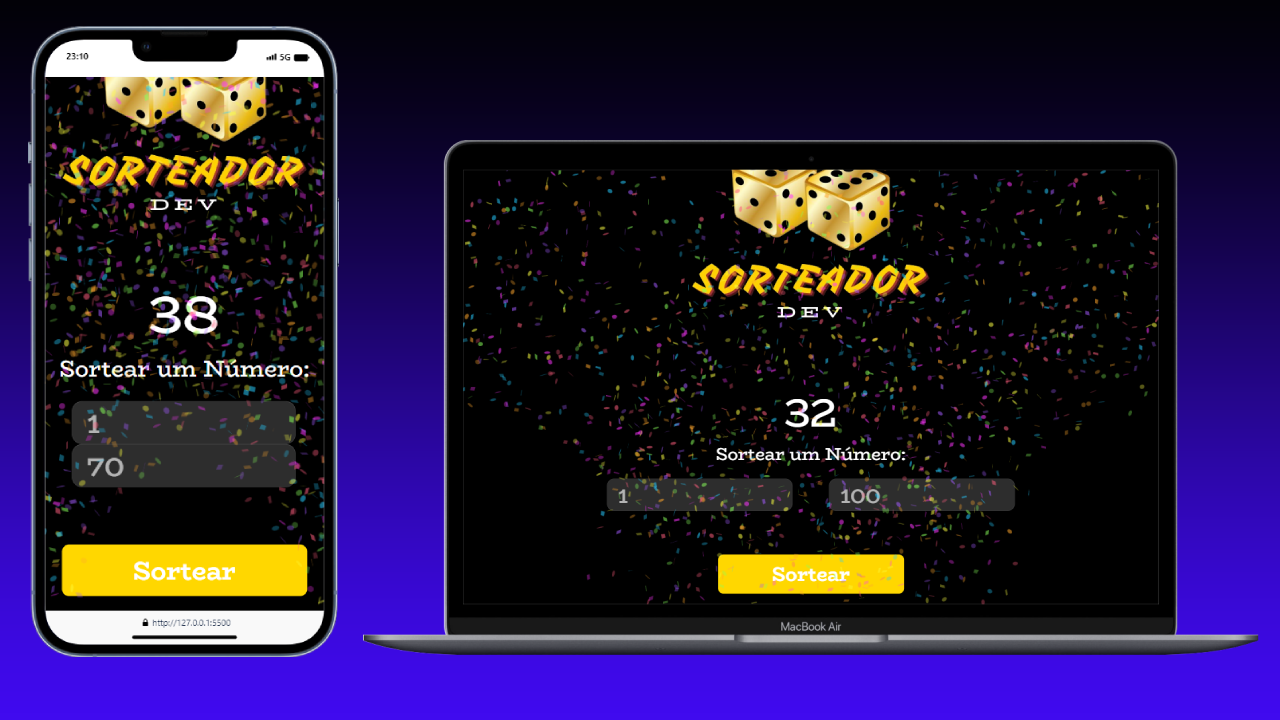 23:10
5G
SORTEADOR
DEV
38
Sortear um Número:
1
70
Sortear
http://127.0.0.1:5500
SORTEADOR
DEV
32
Sortear um Número:
1
100
Sortear
MacBook Air